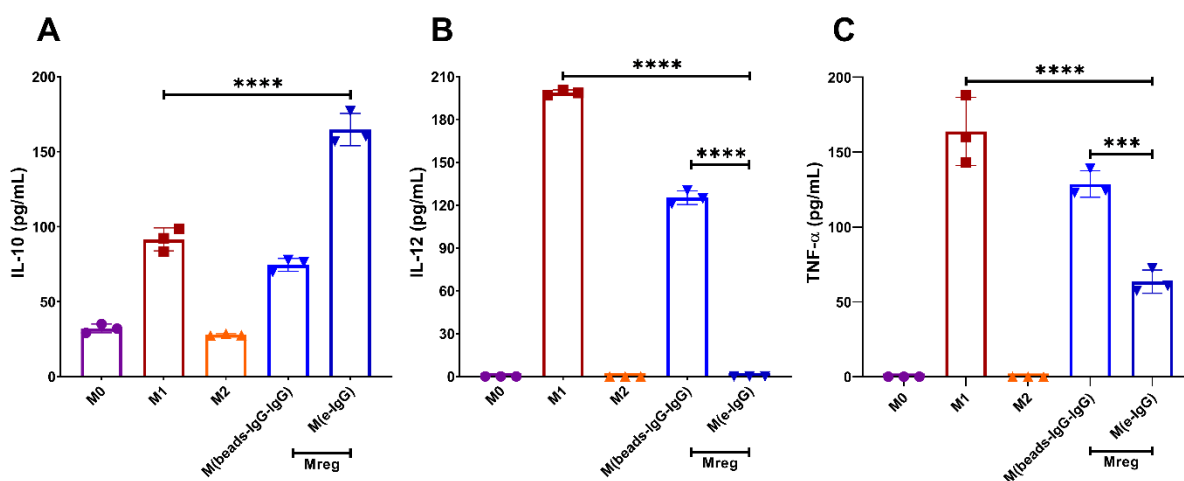 A
IL-10 (pg/mL)
200
150
100
50
0
****
M0
M1
M2
M(beads-IgG-IgG)
M(e-IgG)
Mreg
B
IL-12 (pg/mL)
210
180
150
120
90
60
30
0
****
****
M0
M1
M2
M(beads-IgG-IgG)
M(e-IgG)
Mreg
C
TNF-α (pg/mL)
200
150
100
50
0
****
***
M0
M1
M2
M(beads-IgG-IgG)
M(e-IgG)
Mreg